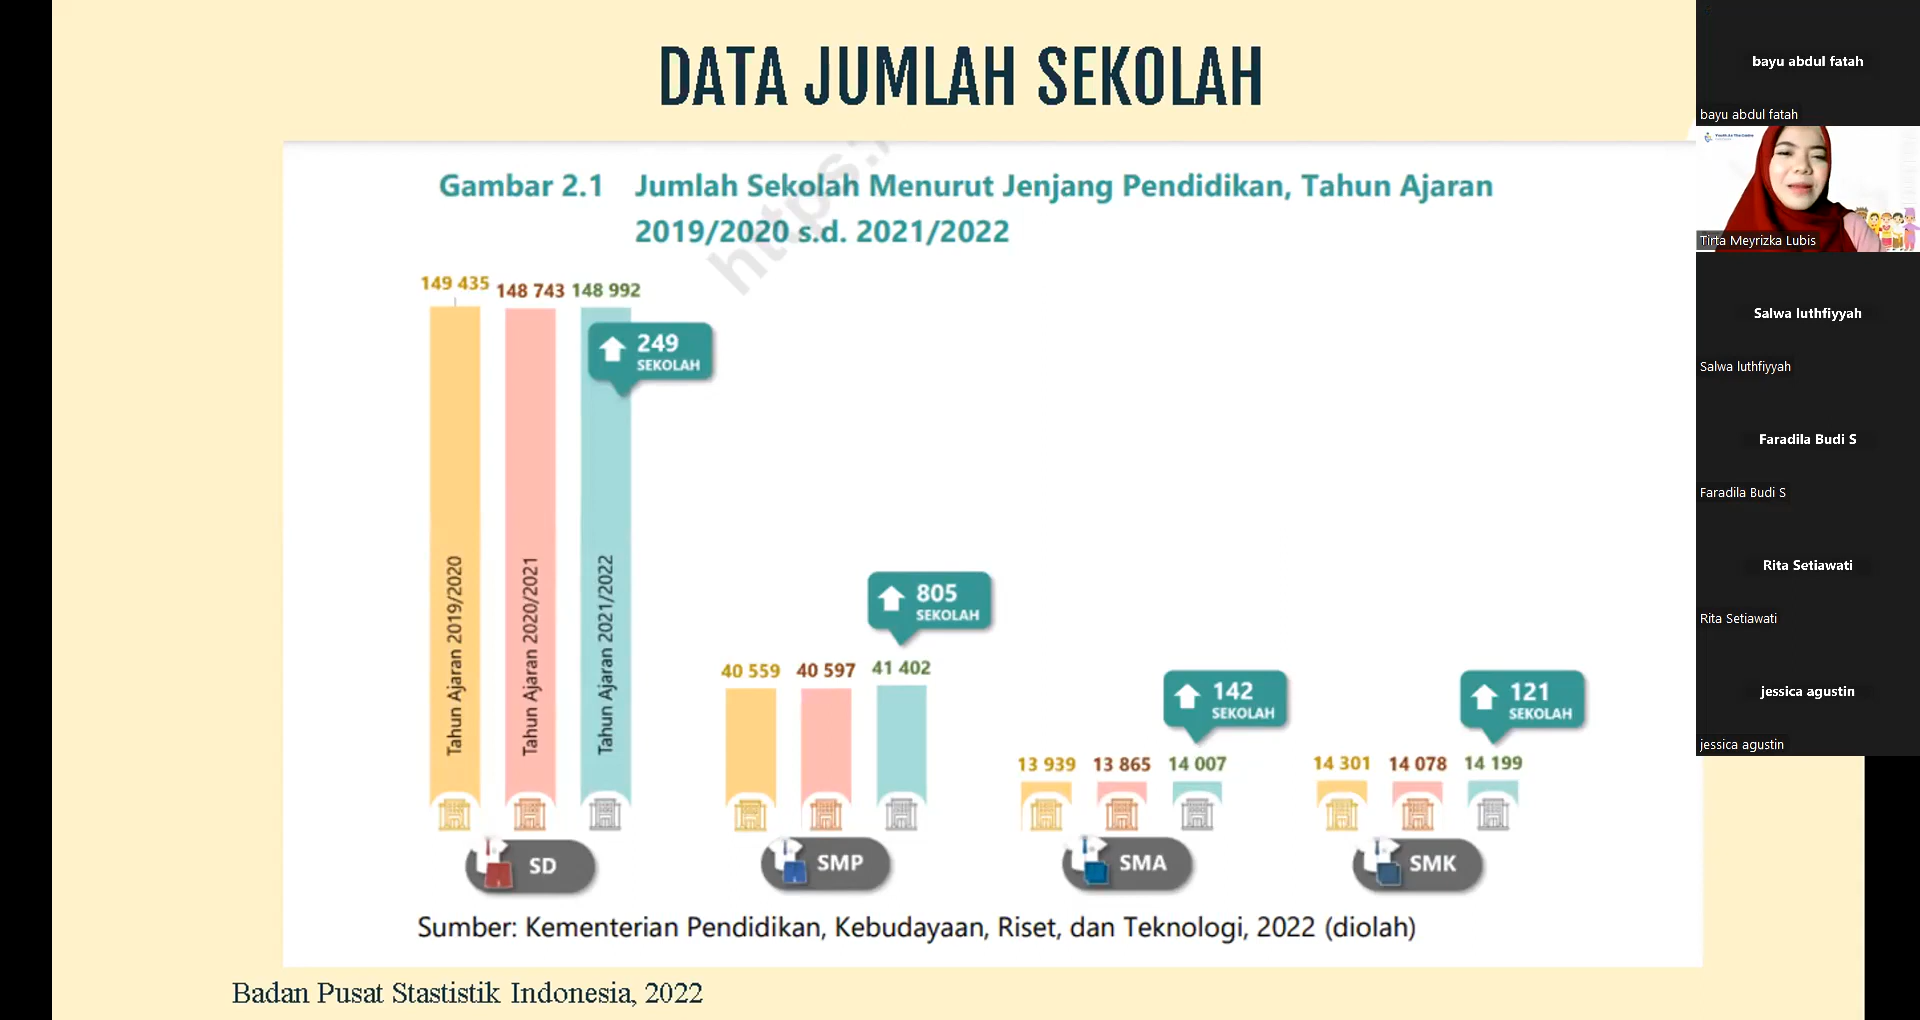 DATA JUMLAH SEKOLAH
https:/
Gambar 2.1 Jumlah Sekolah Menurut Jenjang Pendidikan, Tahun Ajaran
2019/2020 s.d. 2021/2022
149 435
148 743
148 992
249
SEKOLAH
Tahun Ajaran 2019/2020
Tahun Ajaran 2020/2021
Tahun Ajaran 2021/2022
SD
805
SEKOLAH
40 559
40 597
41 402
SMP
142
SEKOLAH
13 939
13 865
14 007
SMA
121
SEKOLAH
14 301
14 078
14 199
SMK
Sumber: Kementerian Pendidikan, Kebudayaan, Riset, dan Teknologi, 2022 (diolah)
Badan Pusat Stastistik Indonesia, 2022
bayu abdul fatah
bayu abdul fatah
Tirta Meyrizka Lubis
Salwa luthfiyyah
Salwa luthfiyyah
Faradila Budi S
Faradila Budi S
Rita Setiawati
Rita Setiawati
jessica agustin
jessica agustin